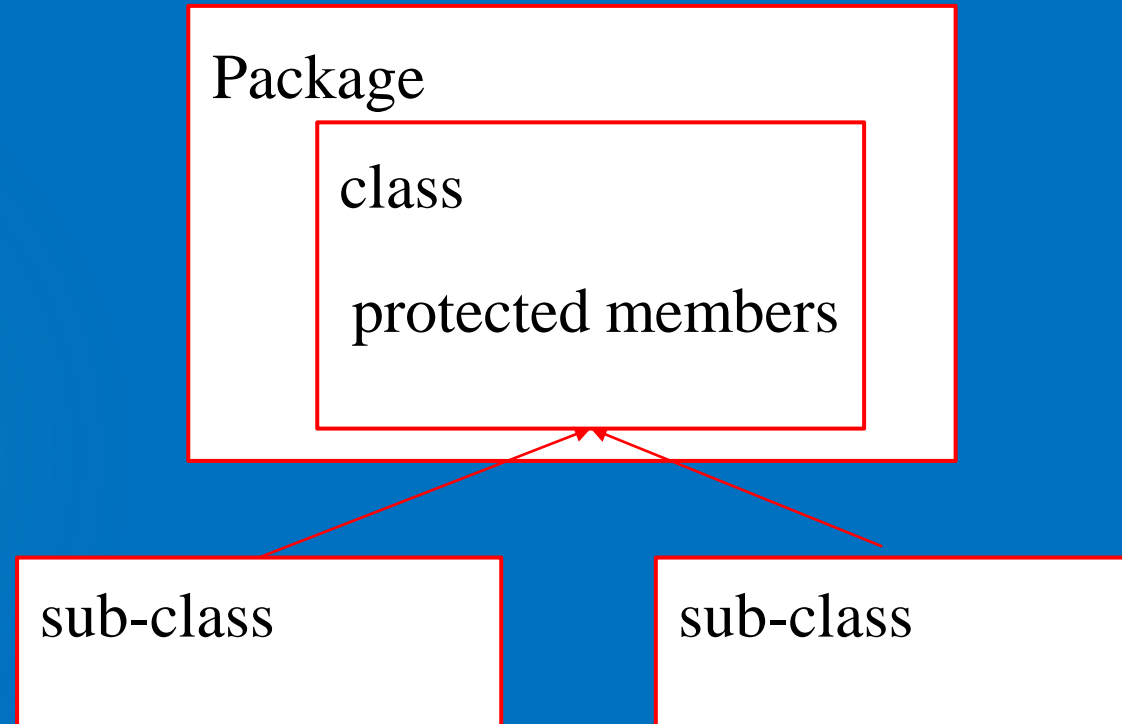 Package
class
protected members
sub-class
sub-class